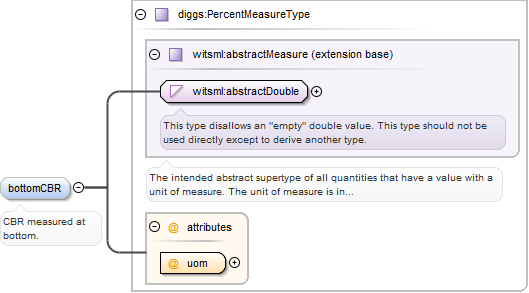 diggs:PercentMeasureType
witsml:abstractMeasure (extension base)
witsml:abstractDouble
This type disallows an "empty" double value. This type should not be
used directly except to derive another type.
The intended abstract supertype of all quantities that have a value with a
unit of measure. The unit of measure is in...
bottomCBR
CBR measured at
bottom.
@ attributes
@ uom